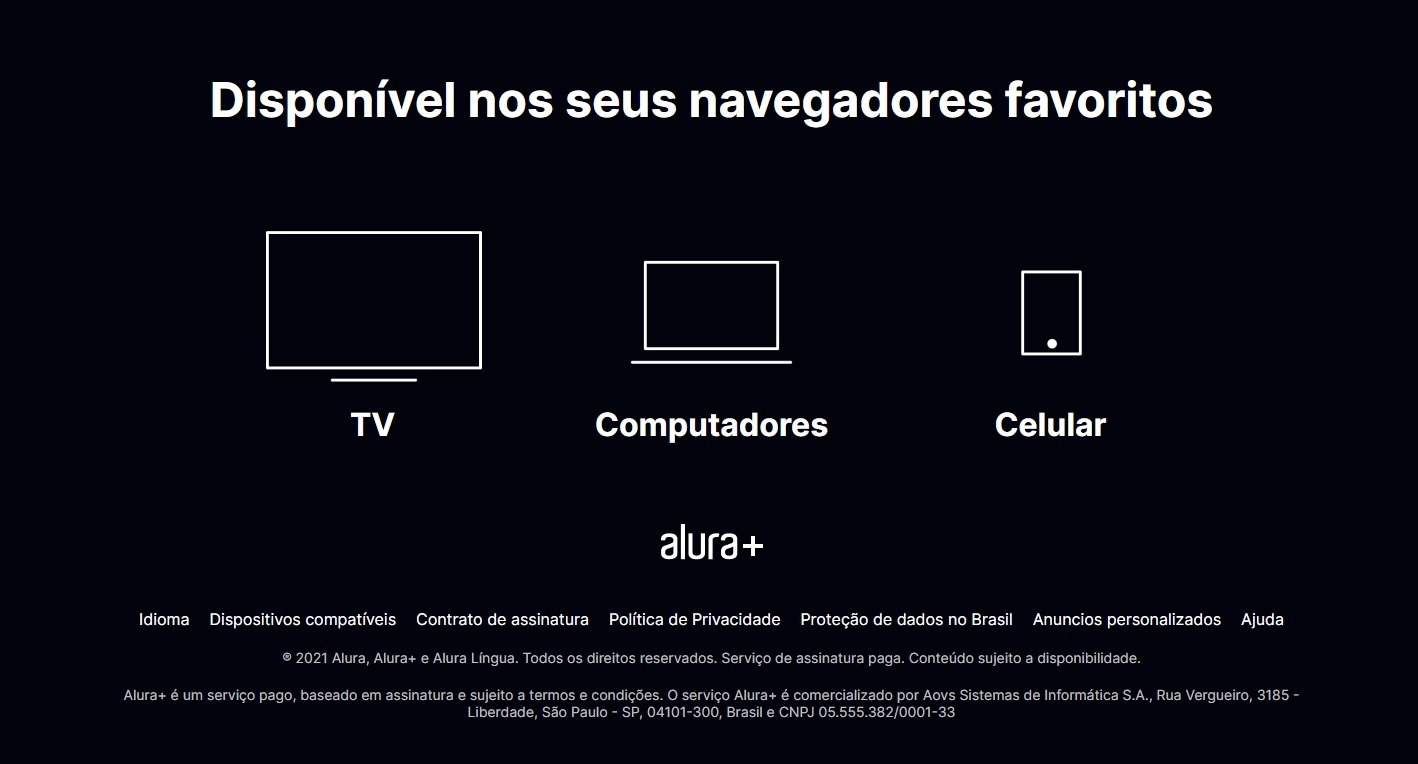 Disponível nos seus navegadores favoritos
TV
Computadores
Celular
alura+
Idioma Dispositivos compatíveis Contrato de assinatura Política de Privacidade Proteção de dados no Brasil Anuncios personalizados Ajuda
® 2021 Alura, Alura+ e Alura Língua. Todos os direitos reservados. Serviço de assinatura paga. Conteúdo sujeito a disponibilidade.
Alura+ é um serviço pago, baseado em assinatura e sujeito a termos e condições. O serviço Alura+ é comercializado por Aovs Sistemas de Informática S.A., Rua Vergueiro, 3185 -
Liberdade, São Paulo - SP, 04101-300, Brasil e CNPJ 05.555.382/0001-33